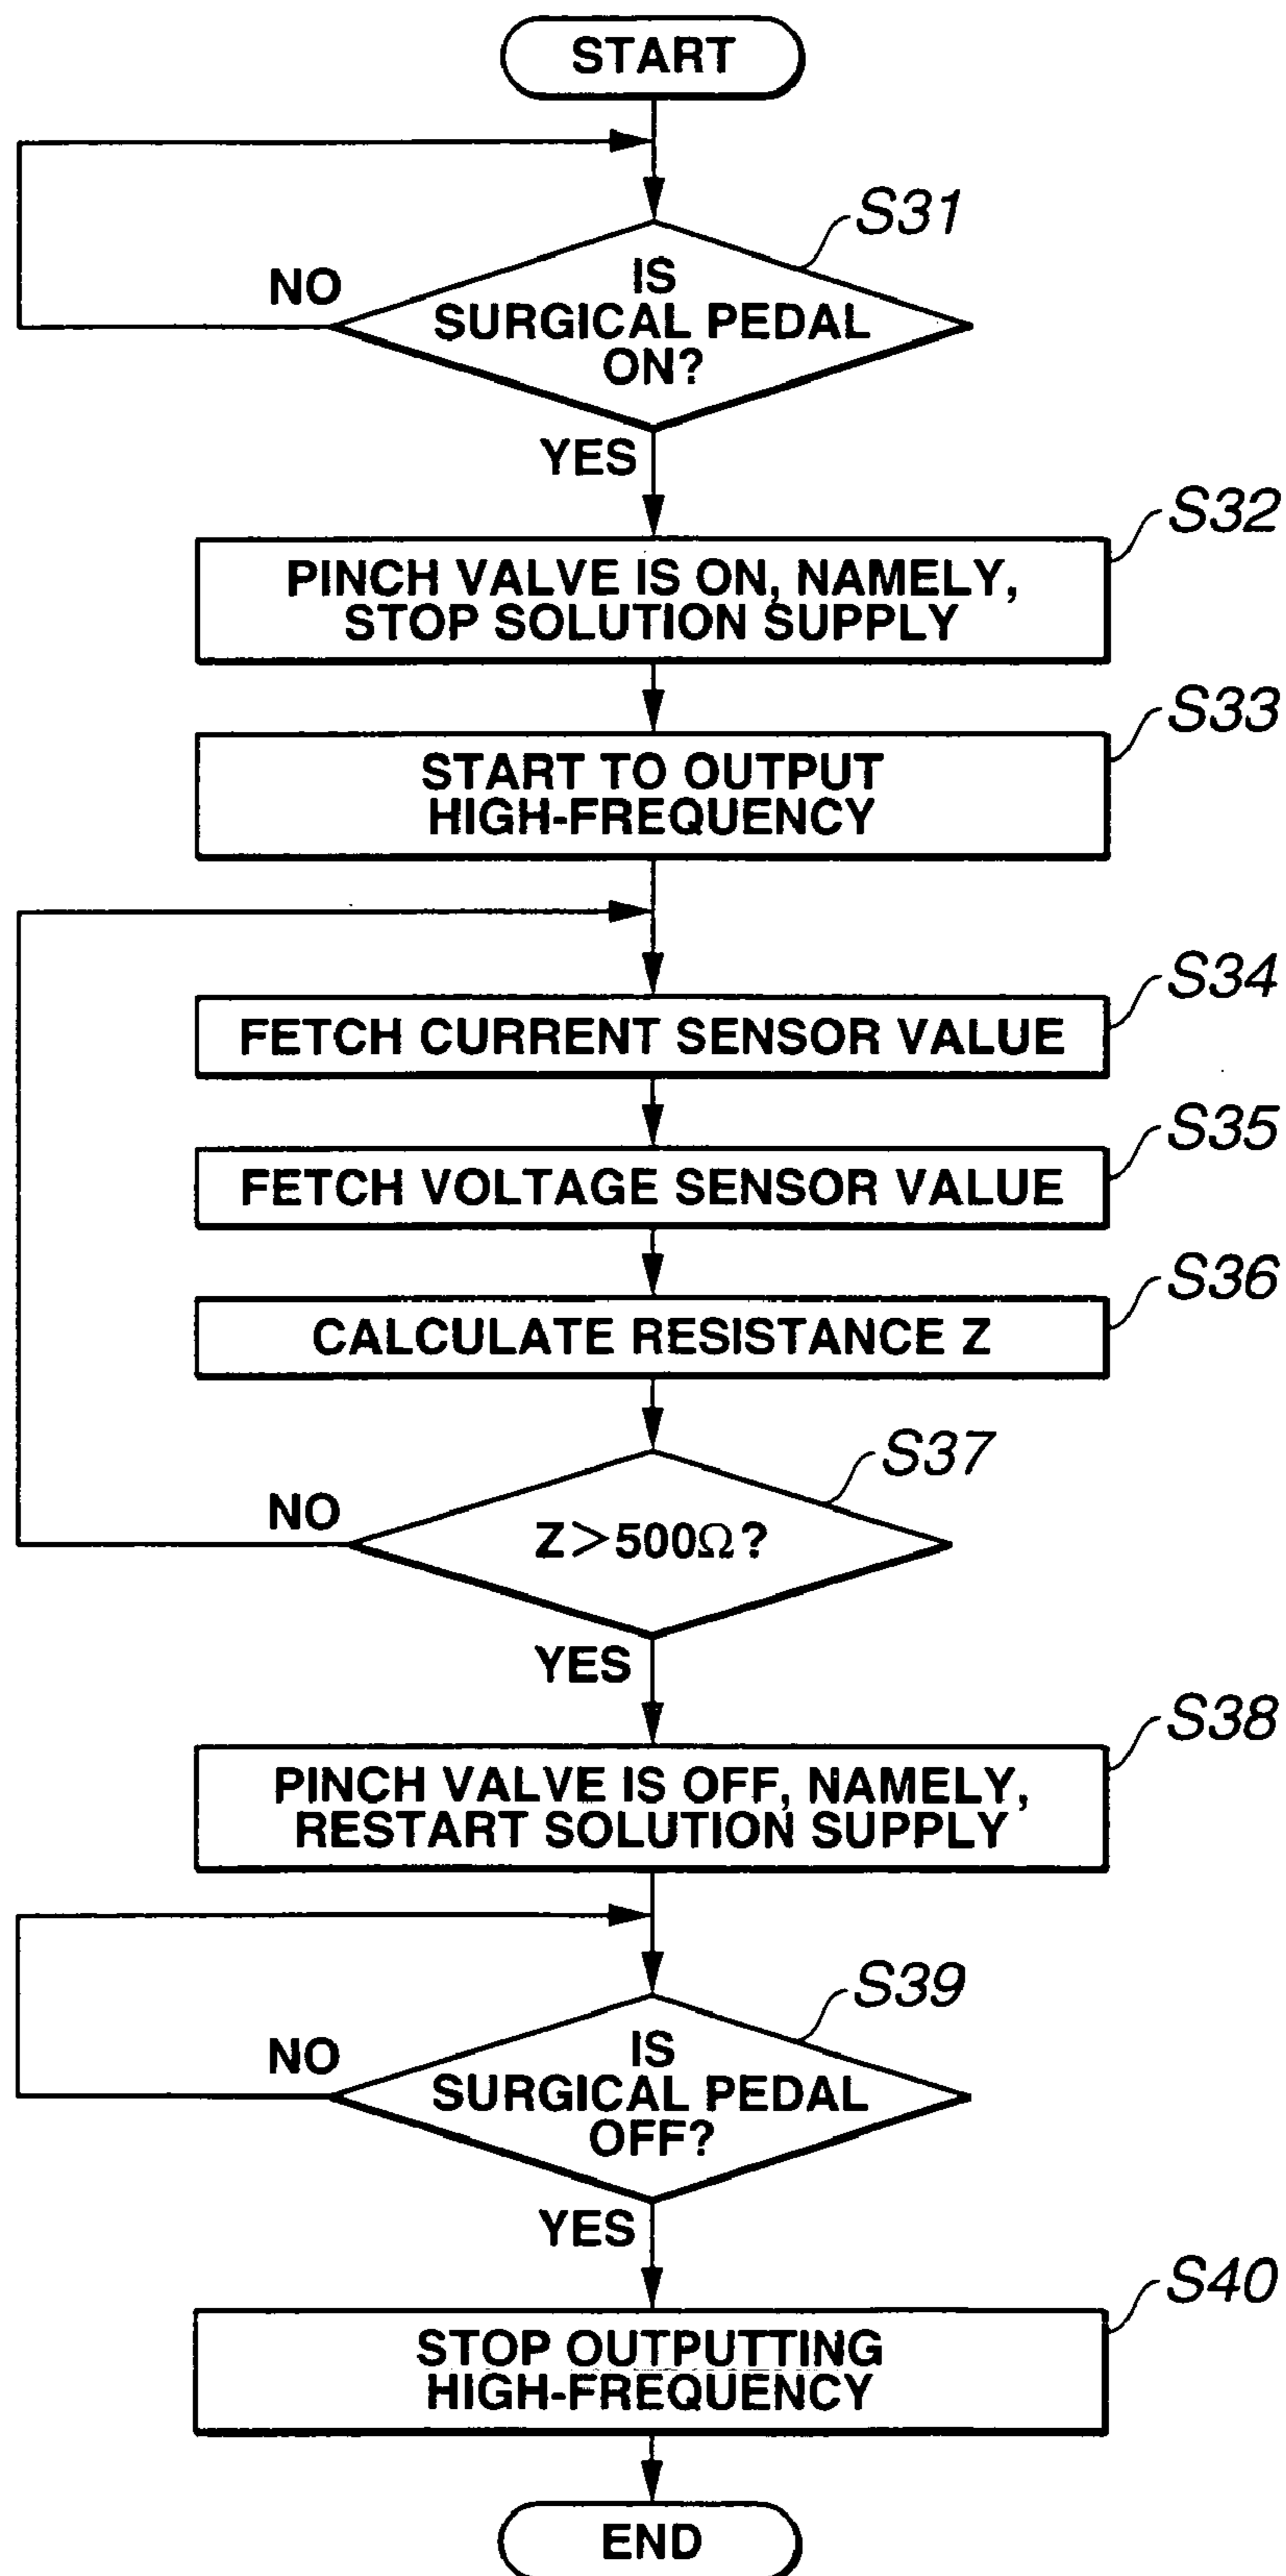 START
S31
NO
IS
SURGICAL PEDAL
ON?
YES
S32
PINCH VALVE IS ON, NAMELY,
STOP SOLUTION SUPPLY
S33
START TO OUTPUT
HIGH-FREQUENCY
S34
FETCH CURRENT SENSOR VALUE
S35
FETCH VOLTAGE SENSOR VALUE
S36
CALCULATE RESISTANCE Z
S37
NO
Z>500Ω?
YES
S38
PINCH VALVE IS OFF, NAMELY,
RESTART SOLUTION SUPPLY
S39
NO
IS
SURGICAL PEDAL
OFF?
YES
S40
STOP OUTPUTTING
HIGH-FREQUENCY
END